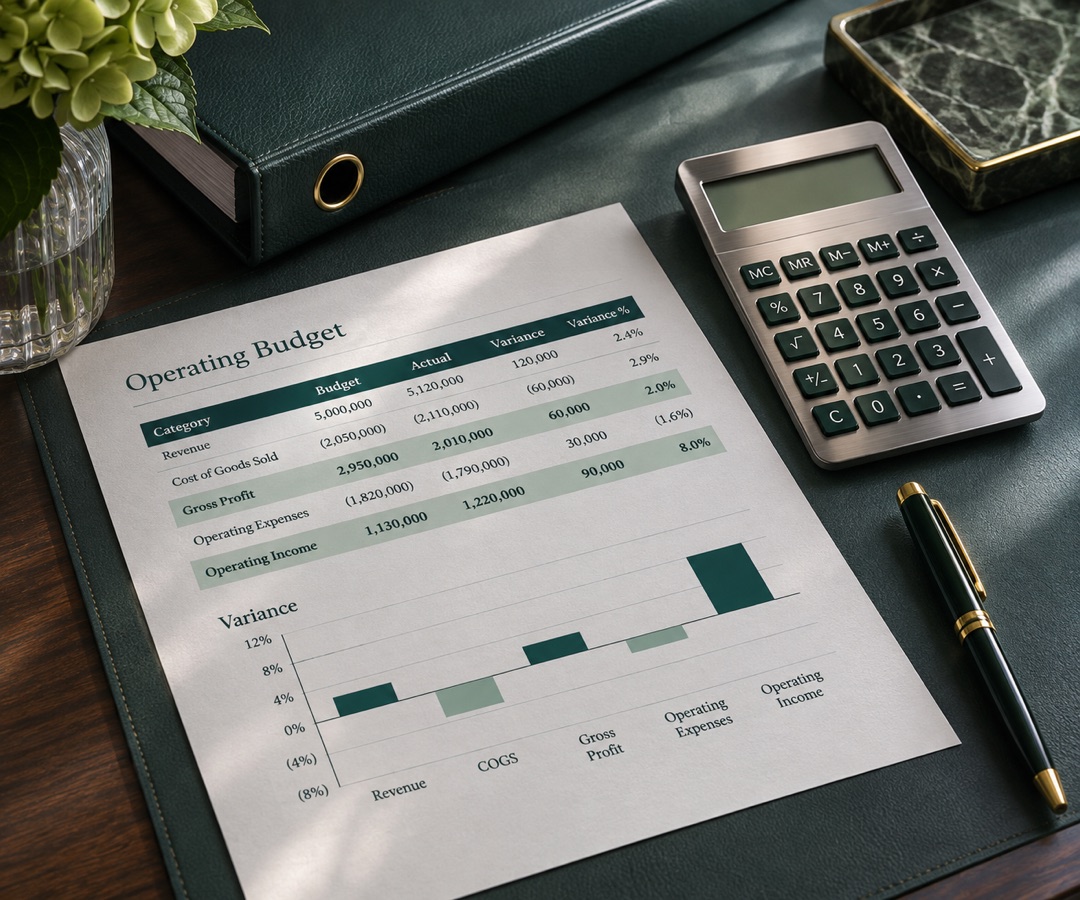 Operating Budget
Category Budget Actual Variance Variance %
Revenue 5,000,000 5,120,000 120,000 2.4%
Cost of Goods Sold (2,050,000) (2,110,000) (60,000) 2.9%
Gross Profit 2,950,000 2,010,000 60,000 2.0%
Operating Expenses (1,820,000) (1,790,000) 30,000 (1.6%)
Operating Income 1,130,000 1,220,000 90,000 8.0%
Variance
12%
8%
4%
0%
(4%)
(8%)
Revenue COGS Gross Profit Operating Expenses Operating Income
MC MR M− M+ ÷
% 7 8 9 ×
√ 4 5 6 −
+/− 1 2 3 +
C 0 · =